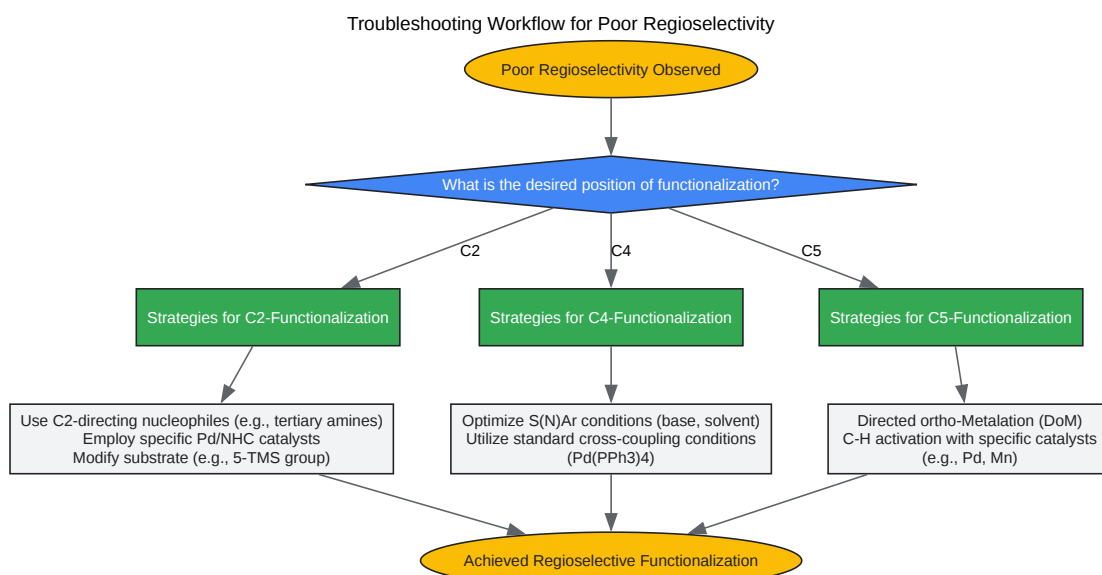 Troubleshooting Workflow for Poor Regioselectivity
Poor Regioselectivity Observed
What is the desired position of functionalization?
C2
C4
C5
Strategies for C2-Functionalization
Strategies for C4-Functionalization
Strategies for C5-Functionalization
Use C2-directing nucleophiles (e.g., tertiary amines)
Employ specific Pd/NHC catalysts
Modify substrate (e.g., 5-TMS group)
Optimize S(N)Ar conditions (base, solvent)
Utilize standard cross-coupling conditions
(Pd(PPh3)4)
Directed ortho-Metalation (DoM)
C-H activation with specific catalysts
(e.g., Pd, Mn)
Achieved Regioselective Functionalization